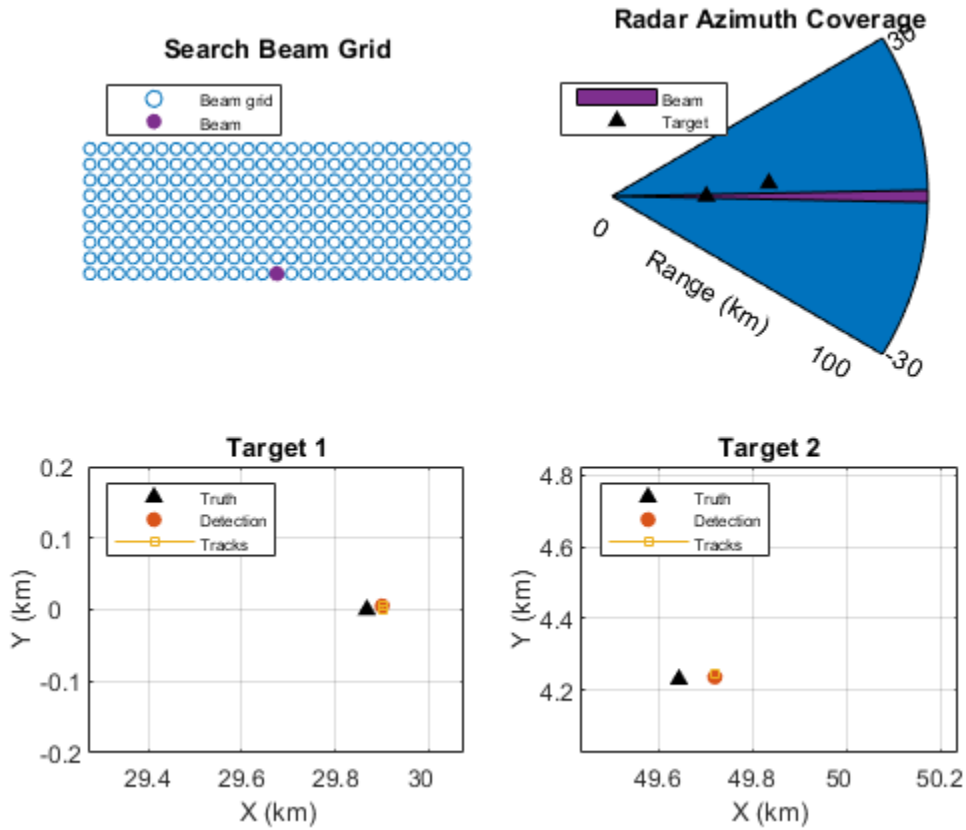 Search Beam Grid
Beam grid
Beam
Radar Azimuth Coverage
Beam
Target
30
0
Range (km)
100
-30
Target 1
Truth
Detection
Tracks
0.2
0.1
0
-0.1
-0.2
Y (km)
29.4
29.6
29.8
30
X (km)
Target 2
Truth
Detection
Tracks
4.8
4.6
4.4
4.2
Y (km)
49.6
49.8
50
50.2
X (km)